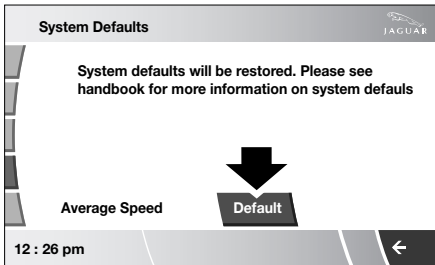 System Defaults
JAGUAR
System defaults will be restored. Please see
handbook for more information on system defauls
Average Speed
Default
12 : 26 pm